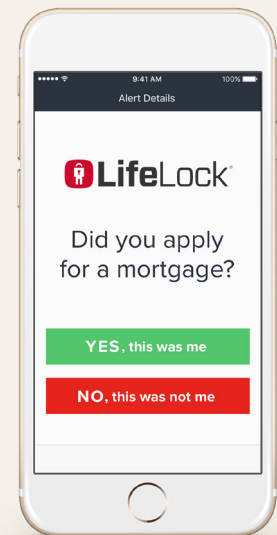 9:41 AM
100%
Alert Details
LifeLock®
Did you apply
for a mortgage?
YES, this was me
NO, this was not me